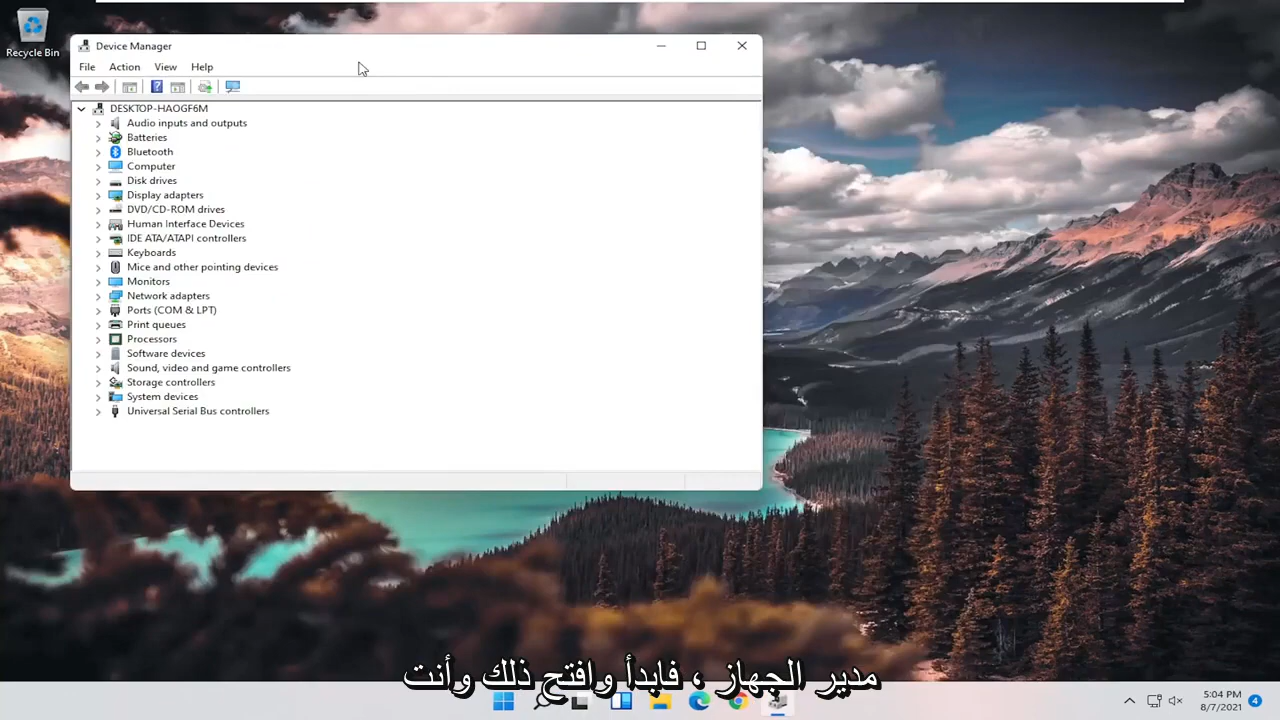 Recycle Bin
Device Manager
File Action View Help
DESKTOP-HAOGF6M
Audio inputs and outputs
Batteries
Bluetooth
Computer
Disk drives
Display adapters
DVD/CD-ROM drives
Human Interface Devices
IDE ATA/ATAPI controllers
Keyboards
Mice and other pointing devices
Monitors
Network adapters
Ports (COM & LPT)
Print queues
Processors
Software devices
Sound, video and game controllers
Storage controllers
System devices
Universal Serial Bus controllers
مدير الجهاز ، فابدأ وافتح ذلك وأنت
5:04 PM
8/7/2021
4